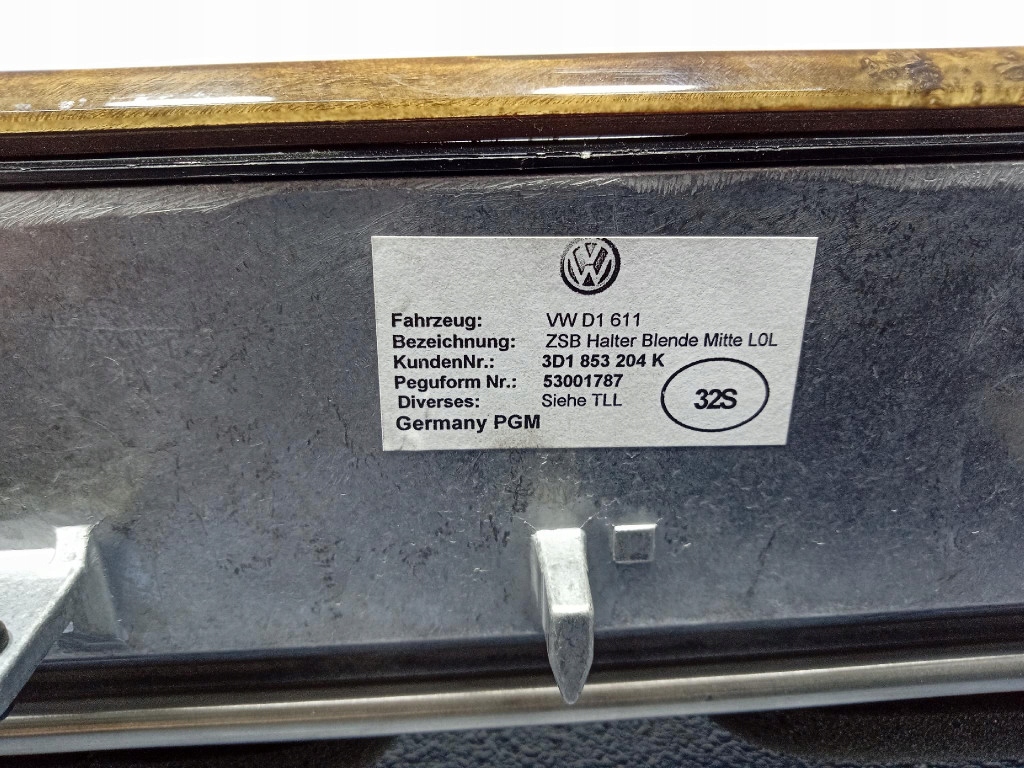 VW
Fahrzeug: VW D1 611
Bezeichnung: ZSB Halter Blende Mitte L0L
KundenNr.: 3D1 853 204 K
Peguform Nr.: 53001787
Diverses: Siehe TLL
32S
Germany PGM